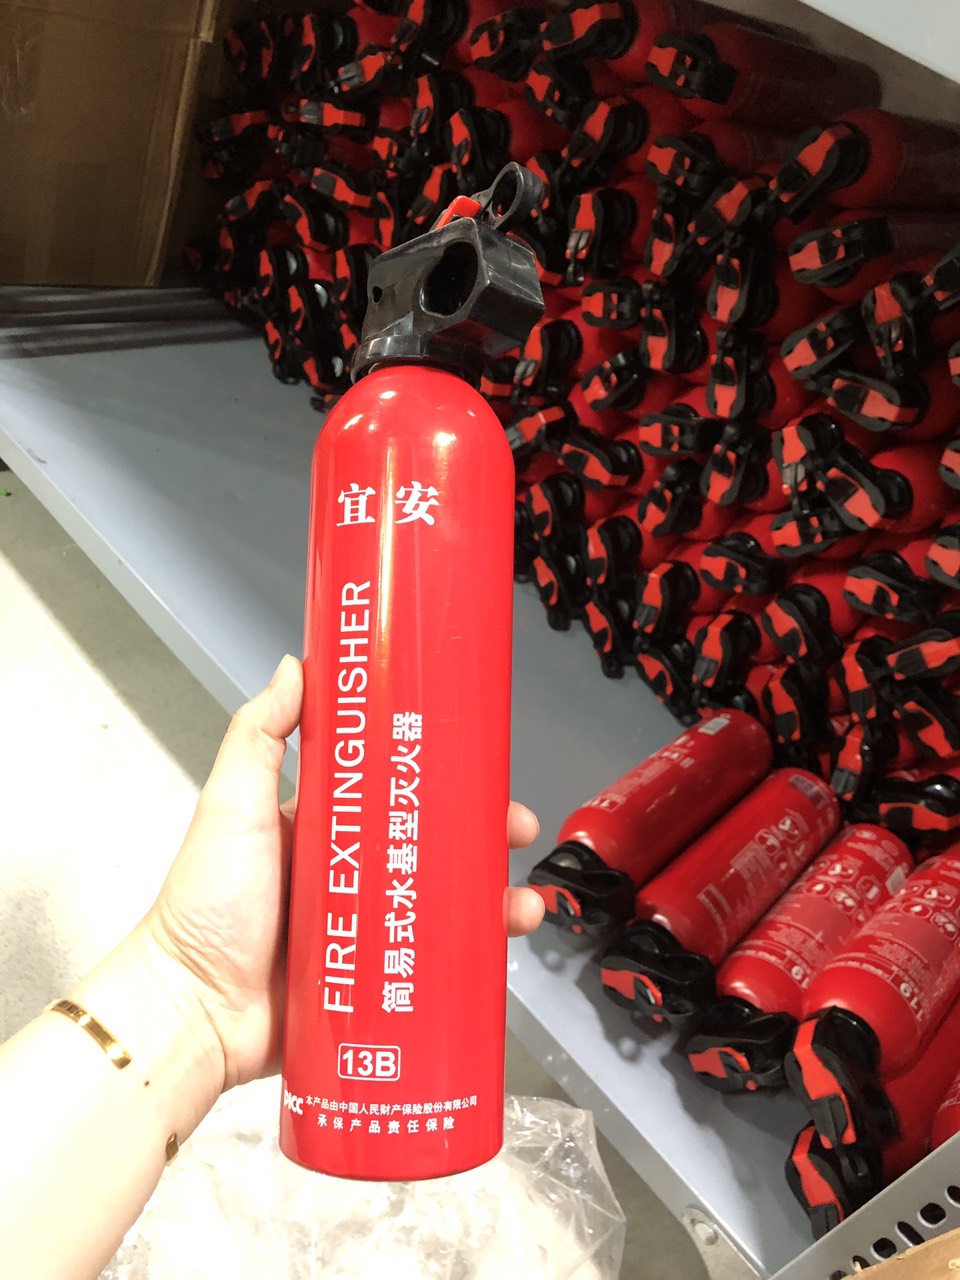 宜安
FIRE EXTINGUISHER
简易式水基型灭火器
13B
PICC 本产品由中国人民财产保险股份有限公司
承保产品责任保险